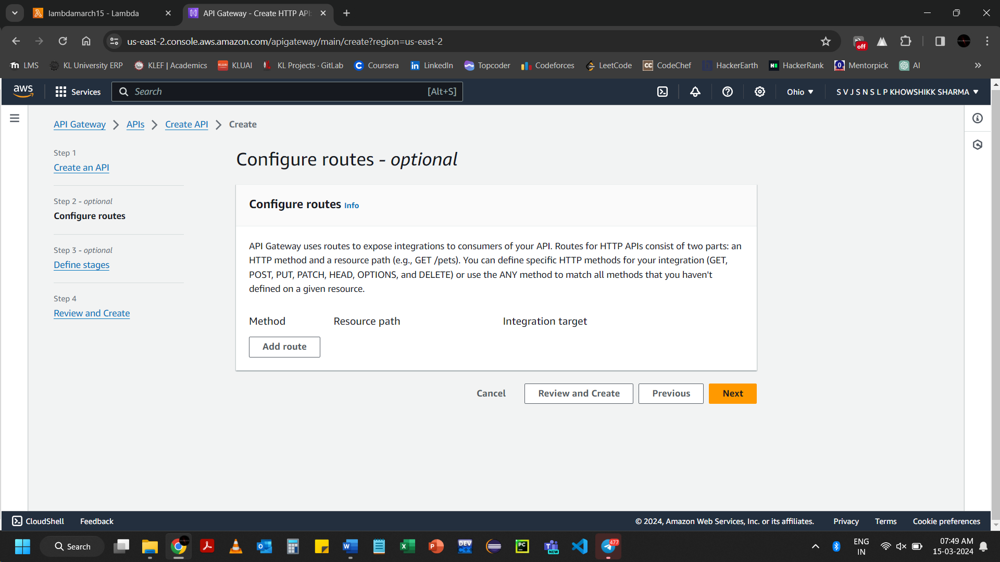 lambdamarch15 - Lambda
API Gateway - Create HTTP API
us-east-2.console.aws.amazon.com/apigateway/main/create?region=us-east-2
off
LMS
KL University ERP
KLEF | Academics
KLUAI
KL Projects · GitLab
Coursera
LinkedIn
Topcoder
Codeforces
LeetCode
CodeChef
HackerEarth
HackerRank
Mentorpick
AI
aws
Services
Search
[Alt+S]
Ohio
S V J S N S L P KHOWSHIKK SHARMA
API Gateway
APIs
Create API
Create
Step 1
Create an API
Step 2 - optional
Configure routes
Step 3 - optional
Define stages
Step 4
Review and Create
Configure routes - optional
Configure routes Info
API Gateway uses routes to expose integrations to consumers of your API. Routes for HTTP APIs consist of two parts: an
HTTP method and a resource path (e.g., GET /pets). You can define specific HTTP methods for your integration (GET,
POST, PUT, PATCH, HEAD, OPTIONS, and DELETE) or use the ANY method to match all methods that you haven't
defined on a given resource.
Method
Resource path
Integration target
Add route
Cancel
Review and Create
Previous
Next
CloudShell
Feedback
© 2024, Amazon Web Services, Inc. or its affiliates.
Privacy
Terms
Cookie preferences
Search
DEV
PC
NEW
477
ENG
IN
07:49 AM
15-03-2024